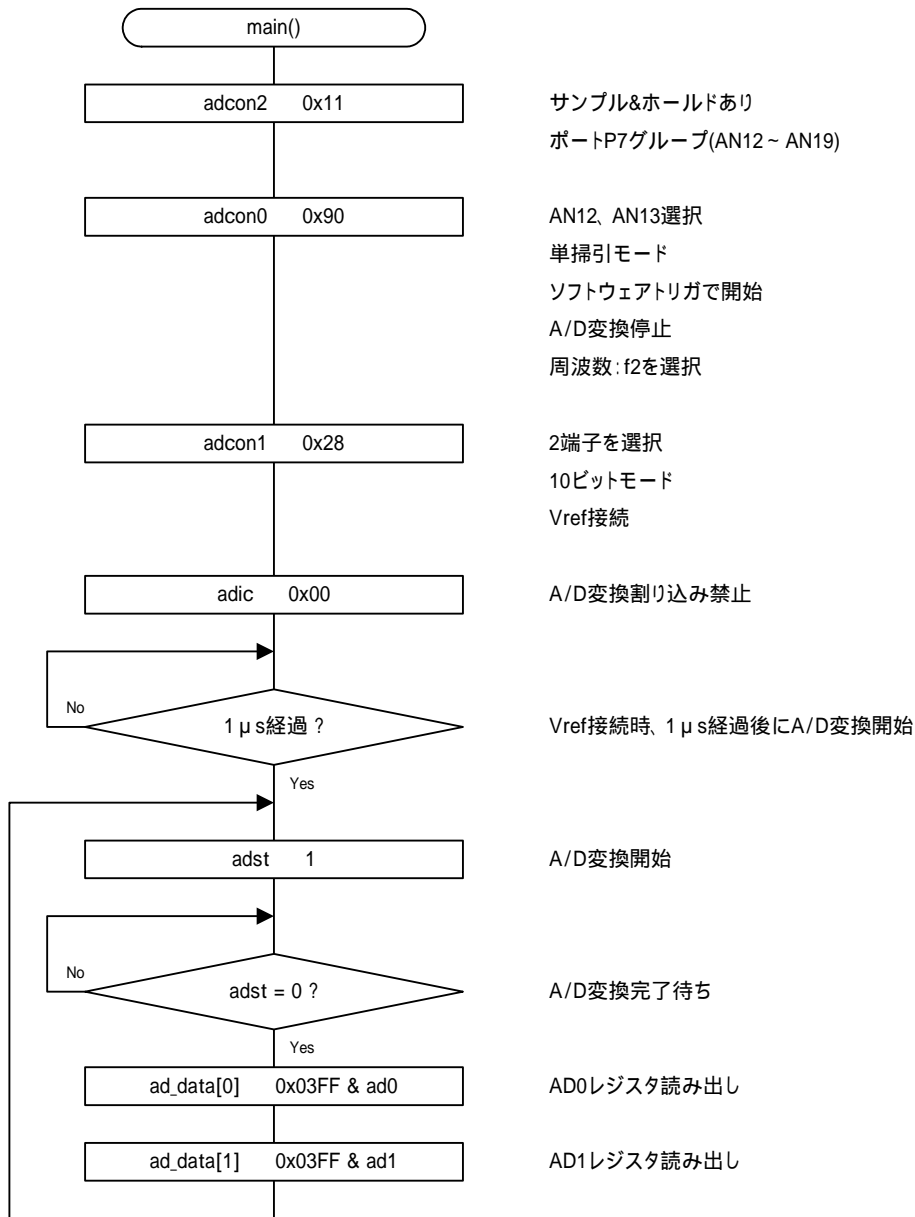 main()
adcon2 0x11
サンプル&ホールドあり
ポートP7グループ(AN12 ~ AN19)
adcon0 0x90
AN12、AN13選択
単掃引モード
ソフトウェアトリガで開始
A/D変換停止
周波数:f2を選択
adcon1 0x28
2端子を選択
10ビットモード
Vref接続
adic 0x00
A/D変換割り込み禁止
No
1μs経過?
Vref接続時、1μs経過後にA/D変換開始
Yes
adst 1
A/D変換開始
No
adst = 0 ?
A/D変換完了待ち
Yes
ad_data[0] 0x03FF & ad0
AD0レジスタ読み出し
ad_data[1] 0x03FF & ad1
AD1レジスタ読み出し